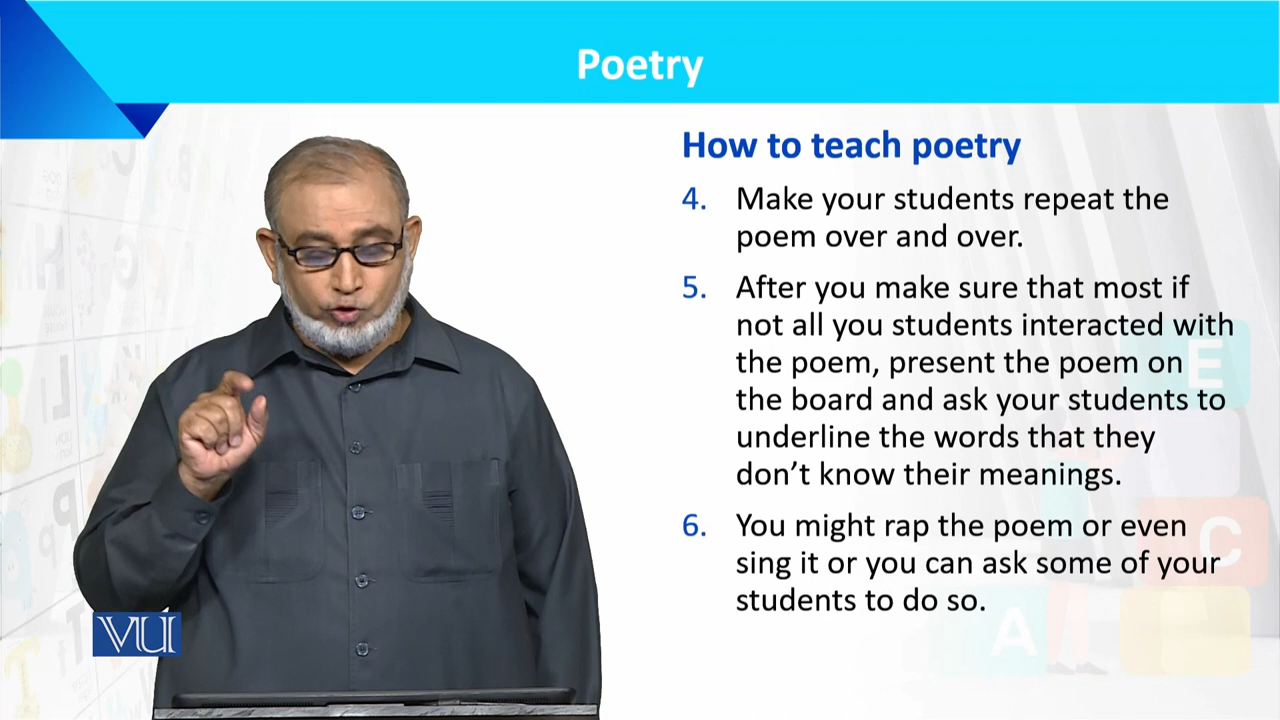 Poetry
How to teach poetry
4. Make your students repeat the
poem over and over.
5. After you make sure that most if
not all you students interacted with
the poem, present the poem on
the board and ask your students to
underline the words that they
don't know their meanings.
6. You might rap the poem or even
sing it or you can ask some of your
students to do so.
VU
E
C
A